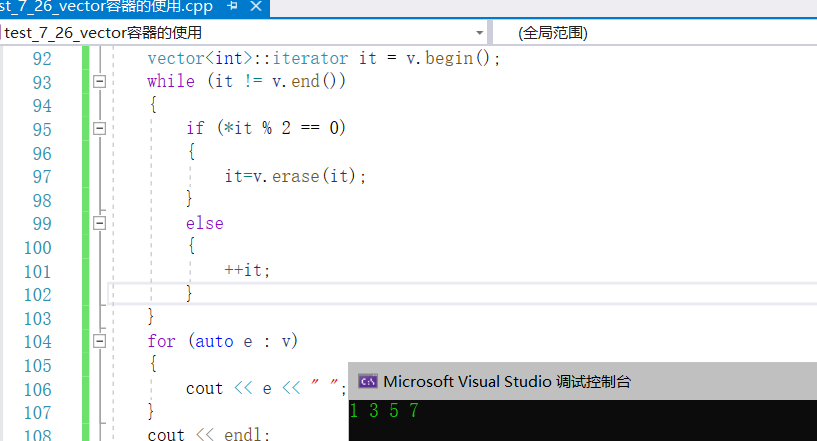 st_7_26_vector容器的使用.cpp
test_7_26_vector容器的使用 (全局范围)
92 vector<int>::iterator it = v.begin();
93 while (it != v.end())
94 {
95 if (*it % 2 == 0)
96 {
97 it=v.erase(it);
98 }
99 else
100 {
101 ++it;
102 }
103 }
104 for (auto e : v)
105 {
106 cout << e << " ";
107 }
108 cout << endl;
Microsoft Visual Studio 调试控制台
1 3 5 7